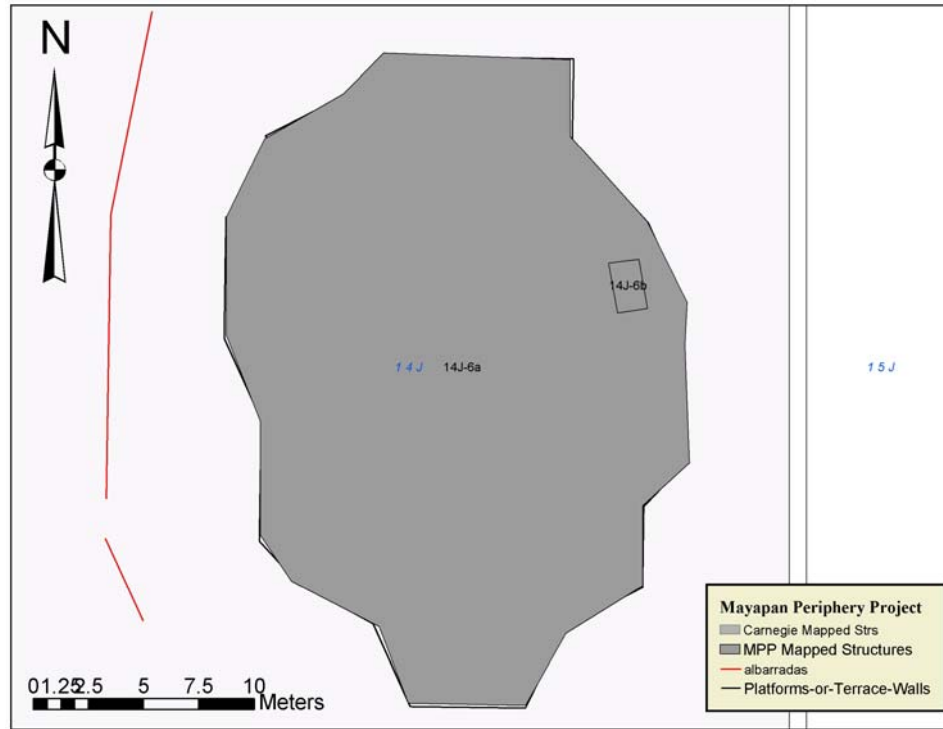 N
14J-6b
14J 14J-6a 15J
01.252.5 5 7.5 10
Meters
Mayapan Periphery Project
Carnegie Mapped Strs
MPP Mapped Structures
albarradas
Platforms-or-Terrace-Walls